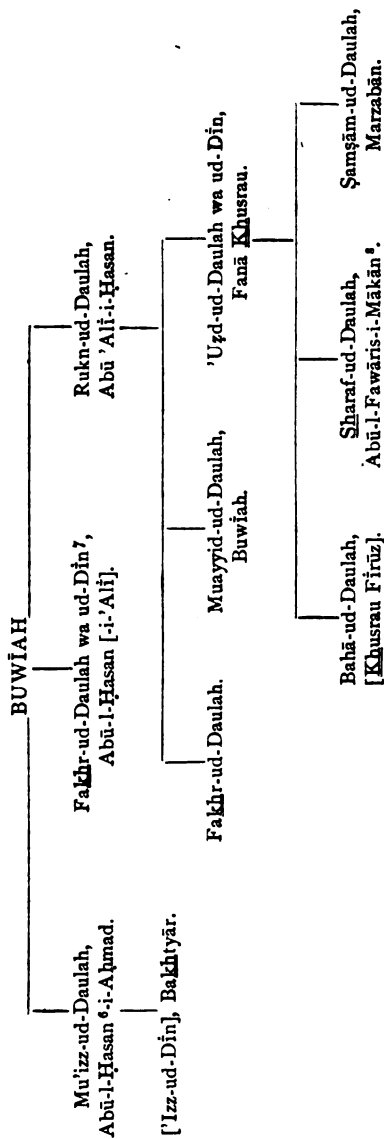 BUWĪAH
Mu'izz-ud-Daulah,
Abū-l-Ḥasan ⁶-i-Aḥmad.
Fakhr-ud-Daulah wa ud-Dīn ⁷,
Abū-l-Ḥasan [-i-'Alī].
Rukn-ud-Daulah,
Abū 'Alī-i-Ḥasan.
['Izz-ud-Dīn], Bakhtyār.
Fakhr-ud-Daulah.
Muayyid-ud-Daulah,
Buwīah.
'Uẓd-ud-Daulah wa ud-Dīn,
Fanā Khusrau.
Bahā-ud-Daulah,
[Khusrau Fīrūz].
Sharaf-ud-Daulah,
Abū-l-Fawāris-i-Mākān ⁸.
Ṣamṣām-ud-Daulah,
Marzabān.